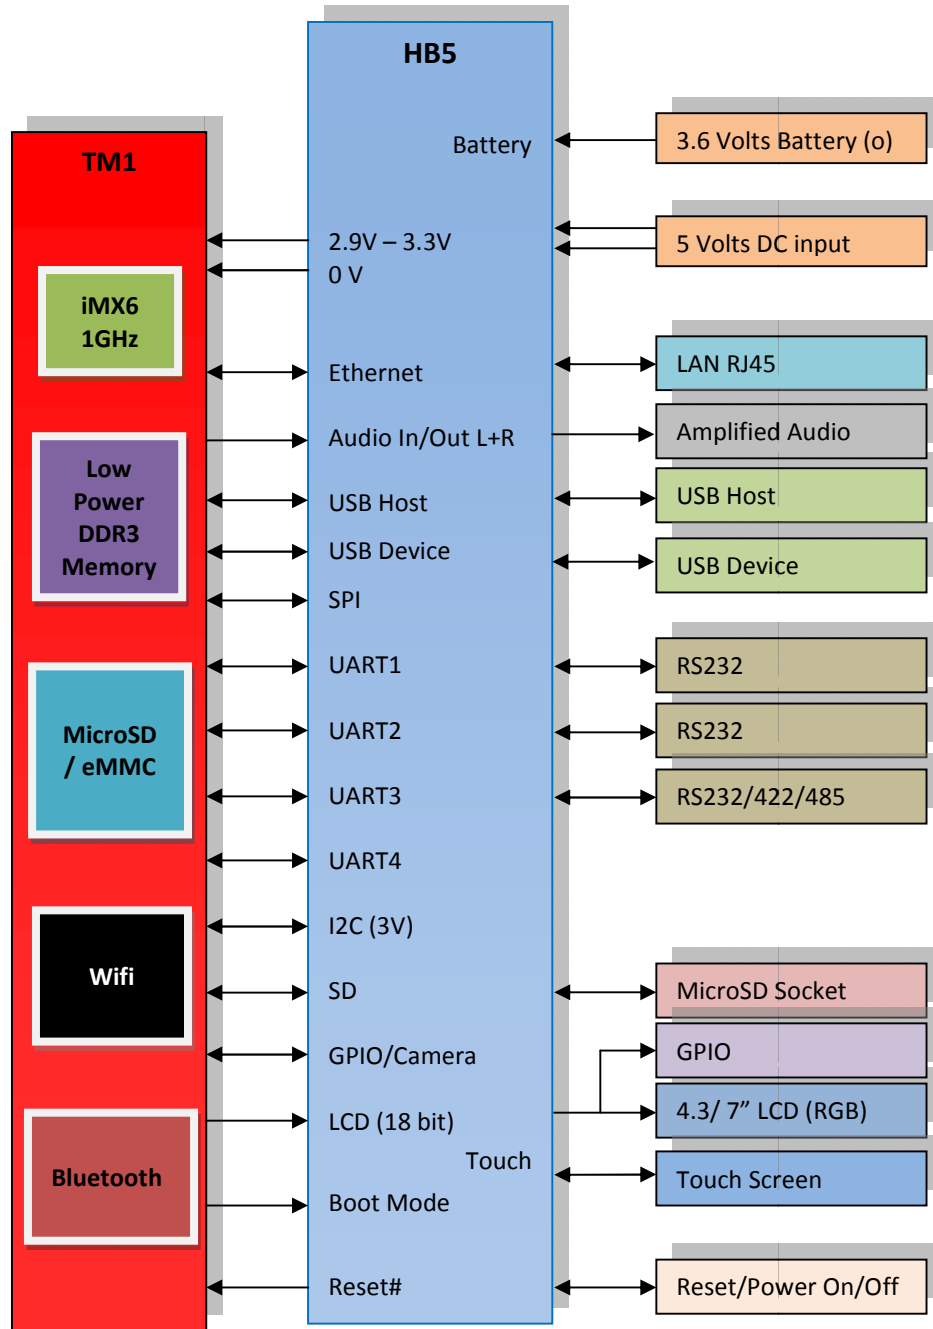 HB5
TM1
iMX6
1GHz
Low
Power
DDR3
Memory
MicroSD
/ eMMC
Wifi
Bluetooth
Battery
2.9V – 3.3V
0 V
Ethernet
Audio In/Out L+R
USB Host
USB Device
SPI
UART1
UART2
UART3
UART4
I2C (3V)
SD
GPIO/Camera
LCD (18 bit)
Touch
Boot Mode
Reset#
3.6 Volts Battery (o)
5 Volts DC input
LAN RJ45
Amplified Audio
USB Host
USB Device
RS232
RS232
RS232/422/485
MicroSD Socket
GPIO
4.3/ 7” LCD (RGB)
Touch Screen
Reset/Power On/Off